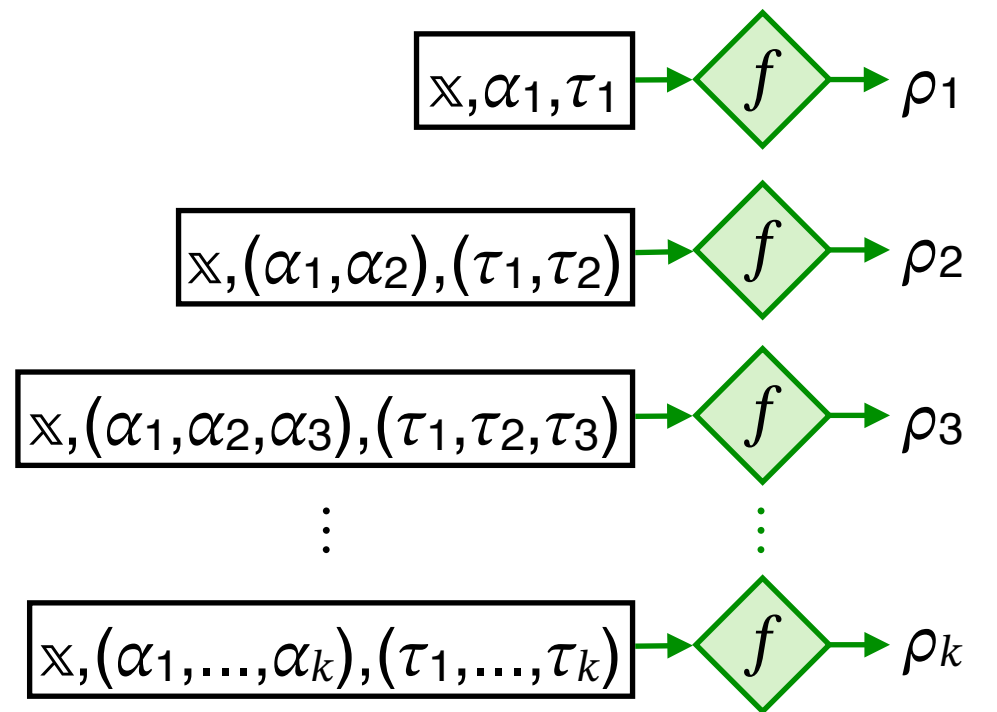 𝕩,α₁,τ₁ f ρ₁
𝕩,(α₁,α₂),(τ₁,τ₂) f ρ₂
𝕩,(α₁,α₂,α₃),(τ₁,τ₂,τ₃) f ρ₃
⋮ ⋮
𝕩,(α₁,...,αₖ),(τ₁,...,τₖ) f ρₖ